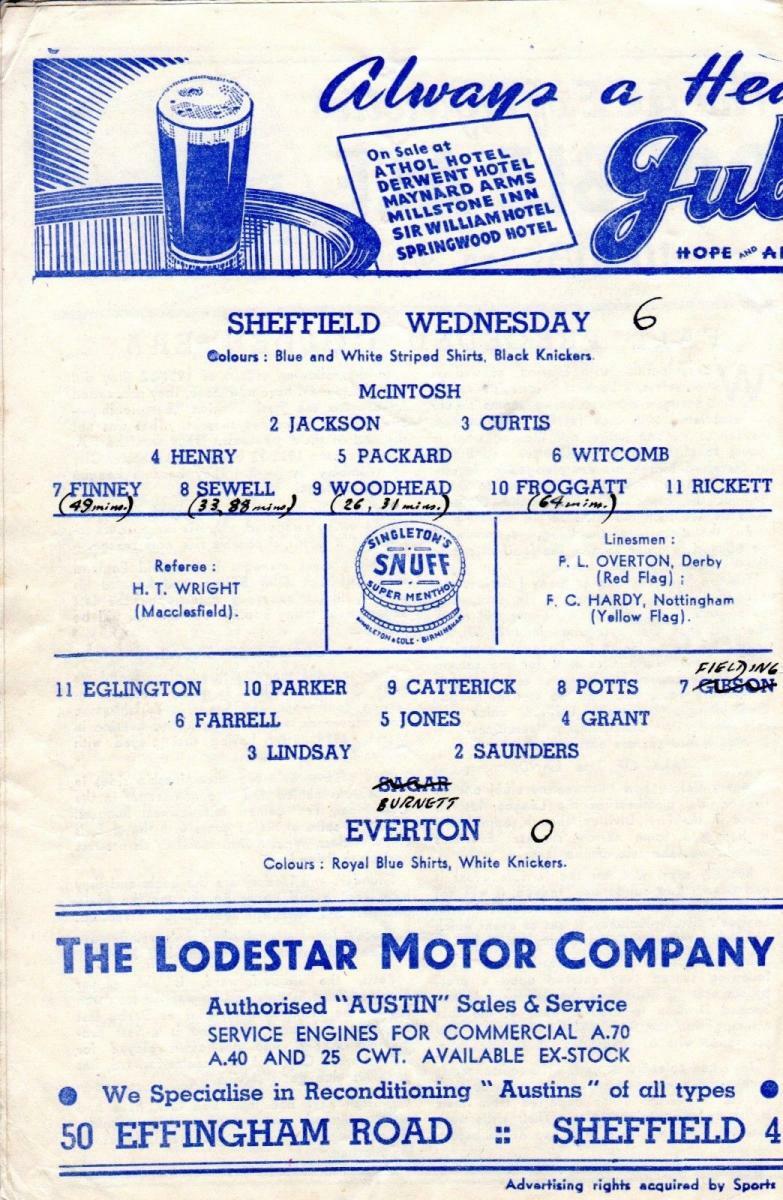 Always a
On Sale at
ATHOL HOTEL
DERWENT HOTEL
MAYNARD ARMS
MILLSTONE INN
SIR WILLIAM HOTEL
SPRINGWOOD HOTEL
HOPE AND
SHEFFIELD WEDNESDAY 6
Colours : Blue and White Striped Shirts, Black Knickers.
McINTOSH
2 JACKSON 3 CURTIS
4 HENRY 5 PACKARD 6 WITCOMB
7 FINNEY 8 SEWELL 9 WOODHEAD 10 FROGGATT 11 RICKETT
(49 mins.) (33, 88 mins) (26, 31 mins.) (64 mins.)
Referee :
H. T. WRIGHT
(Macclesfield).
SINGLETON'S
SNUFF
SUPER MENTHOL
SINGLETON & COLE · BIRMINGHAM
Linesmen :
F. L. OVERTON, Derby
(Red Flag) ;
F. C. HARDY, Nottingham
(Yellow Flag).
FIELDING
11 EGLINGTON 10 PARKER 9 CATTERICK 8 POTTS 7 GIBSON
6 FARRELL 5 JONES 4 GRANT
3 LINDSAY 2 SAUNDERS
SAGAR
BURNETT
EVERTON 0
Colours : Royal Blue Shirts, White Knickers.
THE LODESTAR MOTOR COMPANY
Authorised "AUSTIN" Sales & Service
SERVICE ENGINES FOR COMMERCIAL A.70
A.40 AND 25 CWT. AVAILABLE EX-STOCK
We Specialise in Reconditioning "Austins" of all types
50 EFFINGHAM ROAD :: SHEFFIELD 4
Advertising rights acquired by Sports